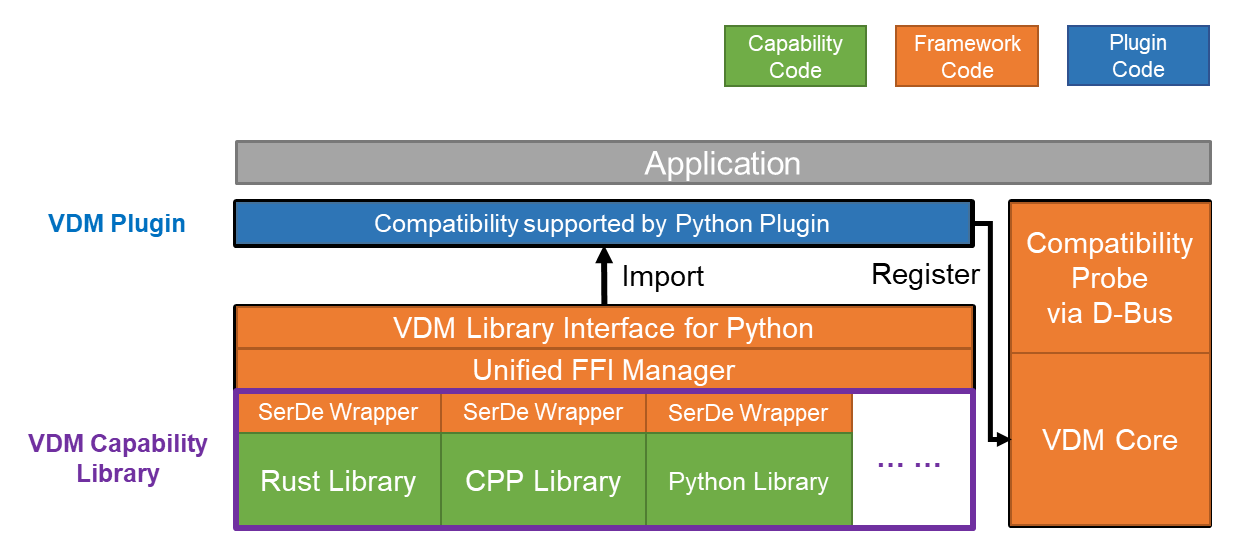 Capability
Code
Framework
Code
Plugin
Code
Application
VDM Plugin
Compatibility supported by Python Plugin
Import
Register
Compatibility
Probe
via D-Bus
VDM Library Interface for Python
Unified FFI Manager
VDM Capability
Library
SerDe Wrapper
SerDe Wrapper
SerDe Wrapper
Rust Library
CPP Library
Python Library
... ...
VDM Core